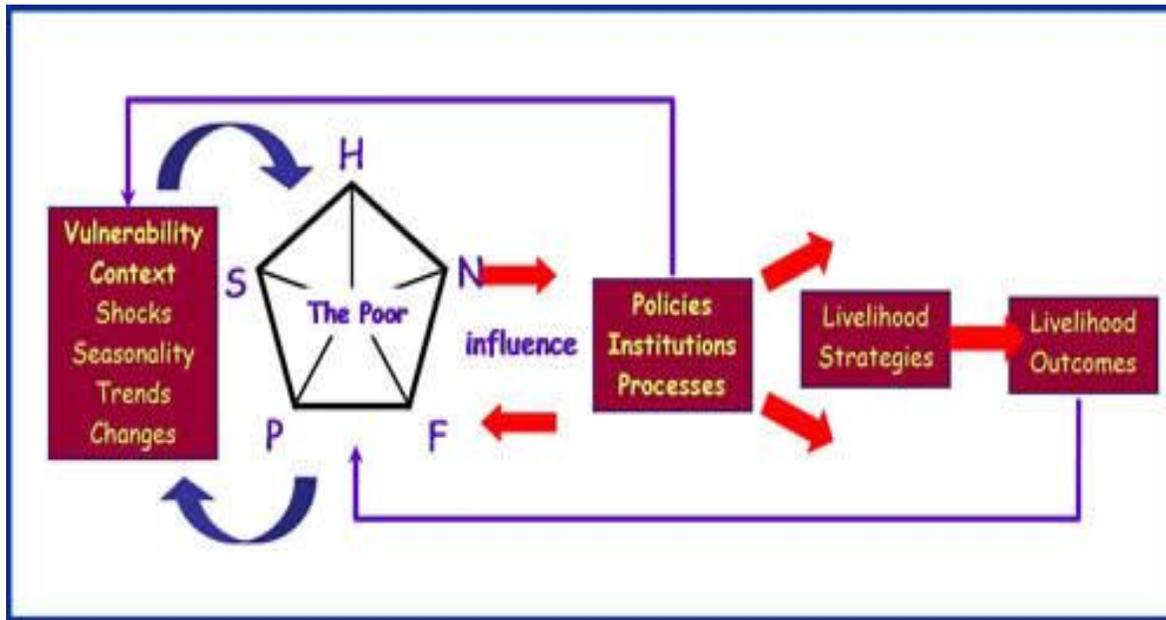 Vulnerability
Context
Shocks
Seasonality
Trends
Changes
H
S
N
P
F
The Poor
influence
Policies
Institutions
Processes
Livelihood
Strategies
Livelihood
Outcomes